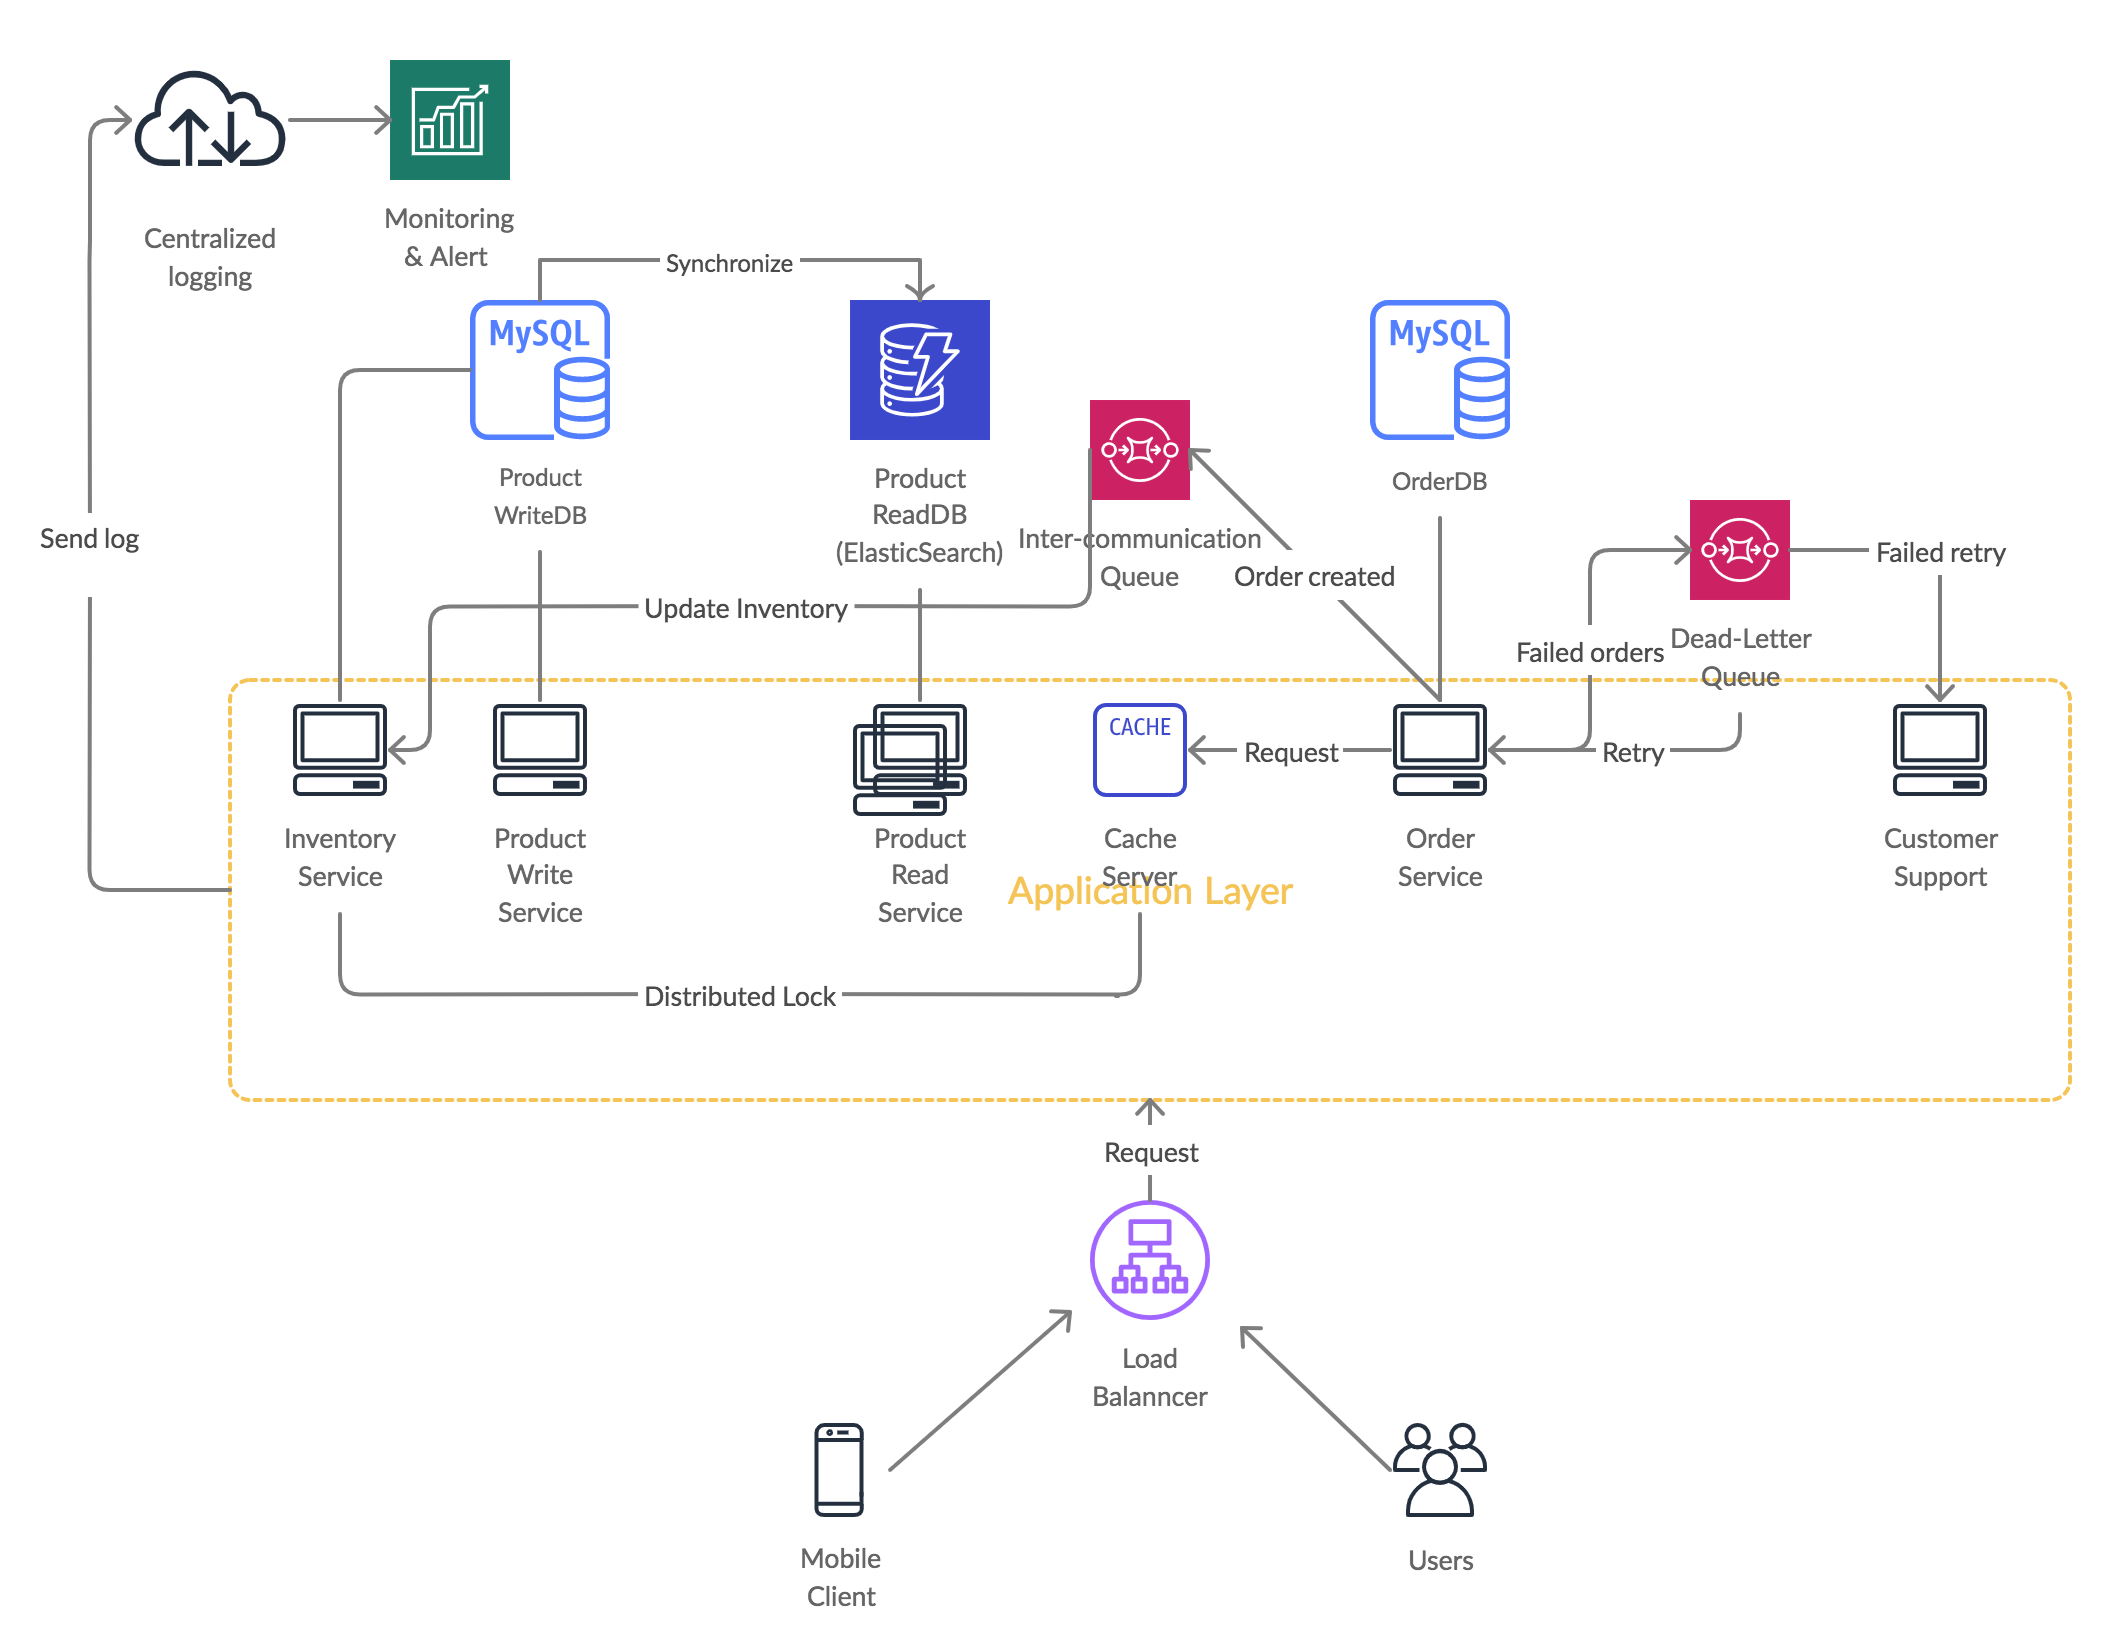 Centralized
logging
Monitoring
& Alert
Synchronize
MySQL
Product
WriteDB
Product
ReadDB
(ElasticSearch)
MySQL
OrderDB
Inter-communication
Queue
Order created
Send log
Update Inventory
Failed retry
Failed orders
Dead-Letter
Queue
CACHE
Request
Retry
Inventory
Service
Product
Write
Service
Product
Read
Service
Cache
Server
Application Layer
Order
Service
Customer
Support
Distributed Lock
Request
Load
Balanncer
Mobile
Client
Users